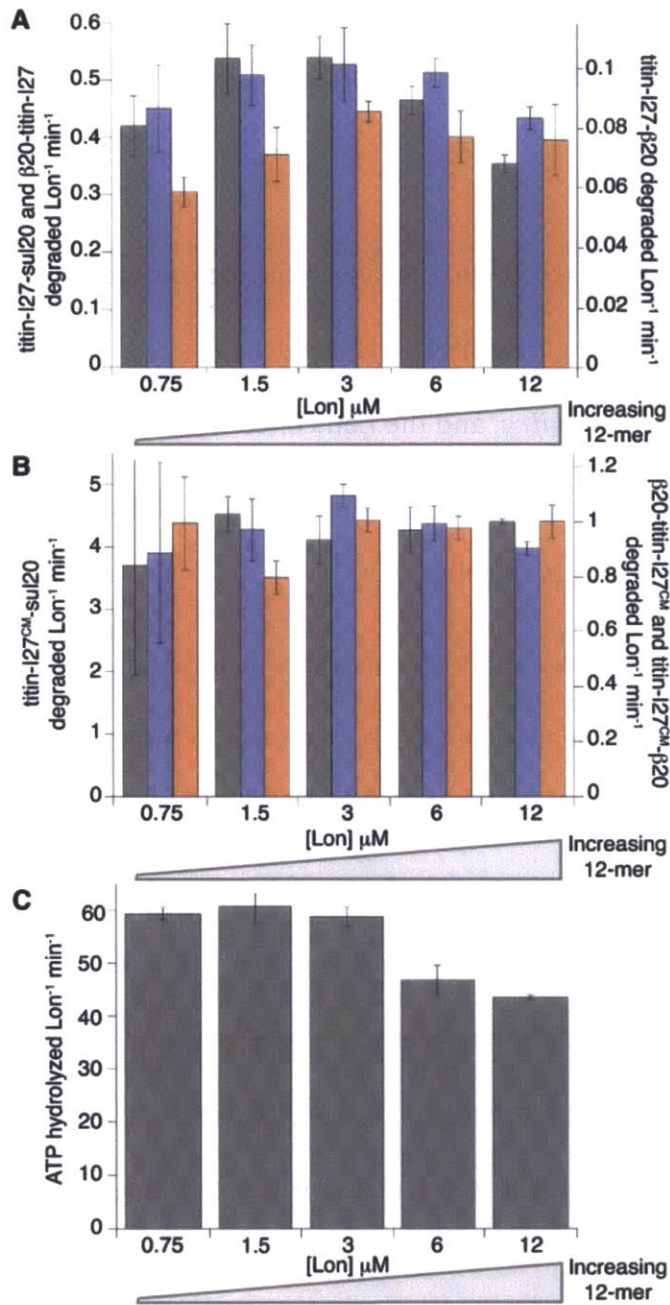 A
titin-I27-sul20 and β20-titin-I27
degraded Lon⁻¹ min⁻¹
0.6
0.5
0.4
0.3
0.2
0.1
0
0.1
0.08
0.06
0.04
0.02
0
titin-I27-β20 degraded Lon⁻¹ min⁻¹
0.75 1.5 3 6 12
[Lon] μM
Increasing
12-mer
B
titin-I27ᶜᴹ-sul20
degraded Lon⁻¹ min⁻¹
5
4
3
2
1
0
1.2
1
0.8
0.6
0.4
0.2
0
β20-titin-I27ᶜᴹ and titin-I27ᶜᴹ-β20
degraded Lon⁻¹ min⁻¹
0.75 1.5 3 6 12
[Lon] μM
Increasing
12-mer
C
ATP hydrolyzed Lon⁻¹ min⁻¹
60
50
40
30
20
10
0
0.75 1.5 3 6 12
[Lon] μM
Increasing
12-mer